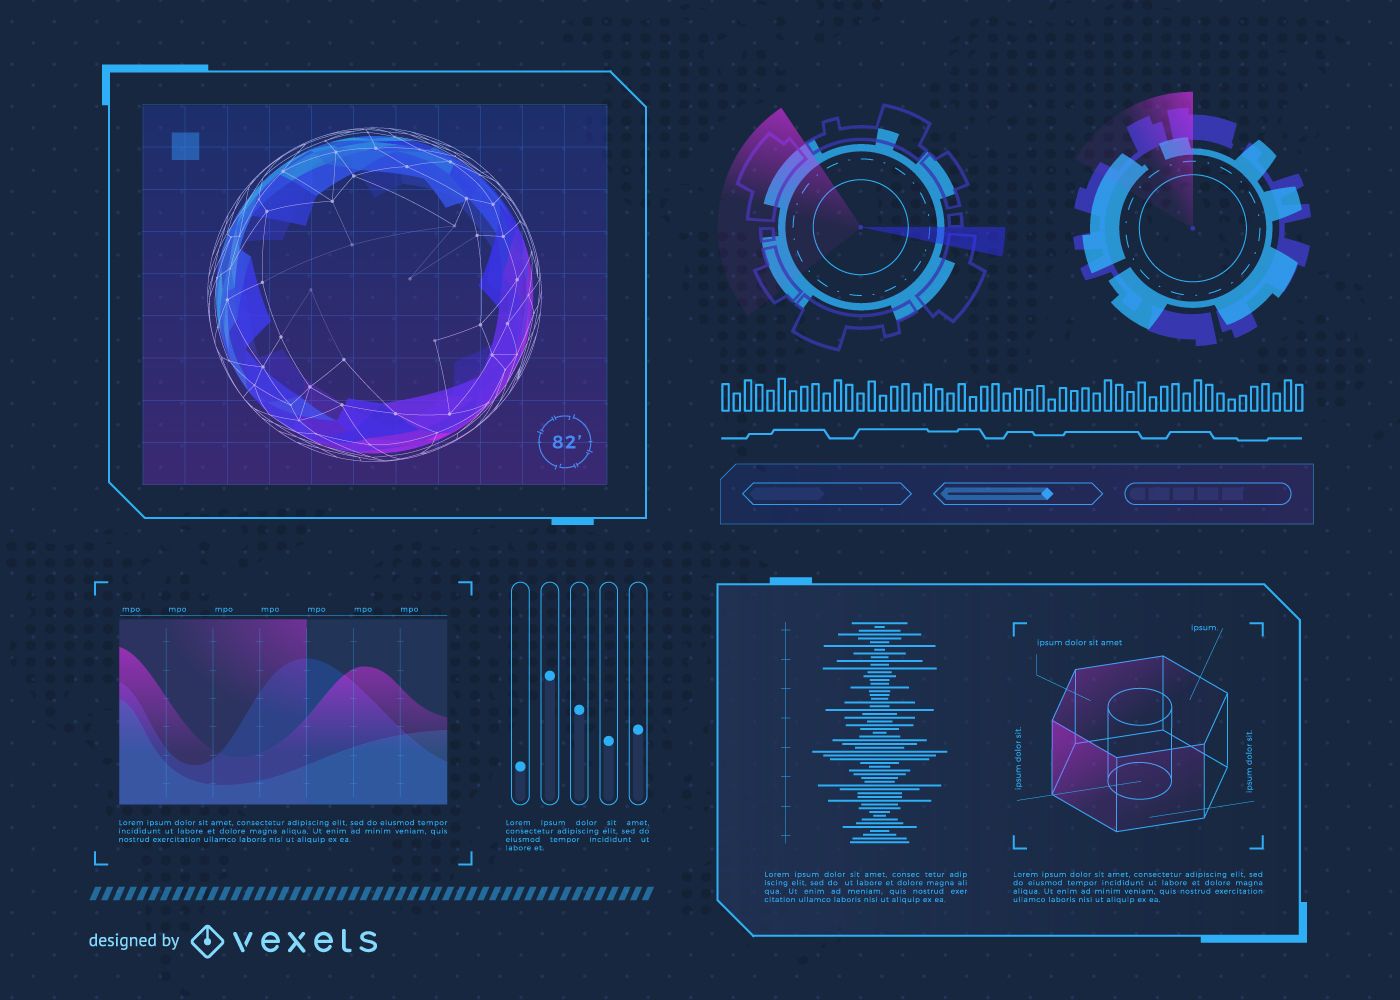 82'
mpo mpo mpo mpo mpo mpo mpo
Lorem ipsum dolor sit amet, consectetur adipiscing elit, sed do eiusmod tempor
incididunt ut labore et dolore magna aliqua. Ut enim ad minim veniam, quis
nostrud exercitation ullamco laboris nisi ut aliquip ex ea.
Lorem ipsum dolor sit amet,
consectetur adipiscing elit, sed do
eiusmod tempor incididunt ut
labore et.
ipsum dolor sit amet
ipsum.
ipsum dolor sit.
ipsum dolor sit.
Lorem ipsum dolor sit amet, consec tetur adip
iscing elit, sed do ut labore et dolore magna ali
qua. Ut enim ad meniam, quis nostrud exer
citation ullamco laboris nisi ut aliquip ex ea.
Lorem ipsum dolor sit amet, consectetur adipiscing elit, sed
do eiusmod tempor incididunt ut labore et dolore magna
aliqua. Ut enim ad minim veniam, quis nostrud exercitation
ullamco laboris nisi ut aliquip ex ea.
designed by vexels